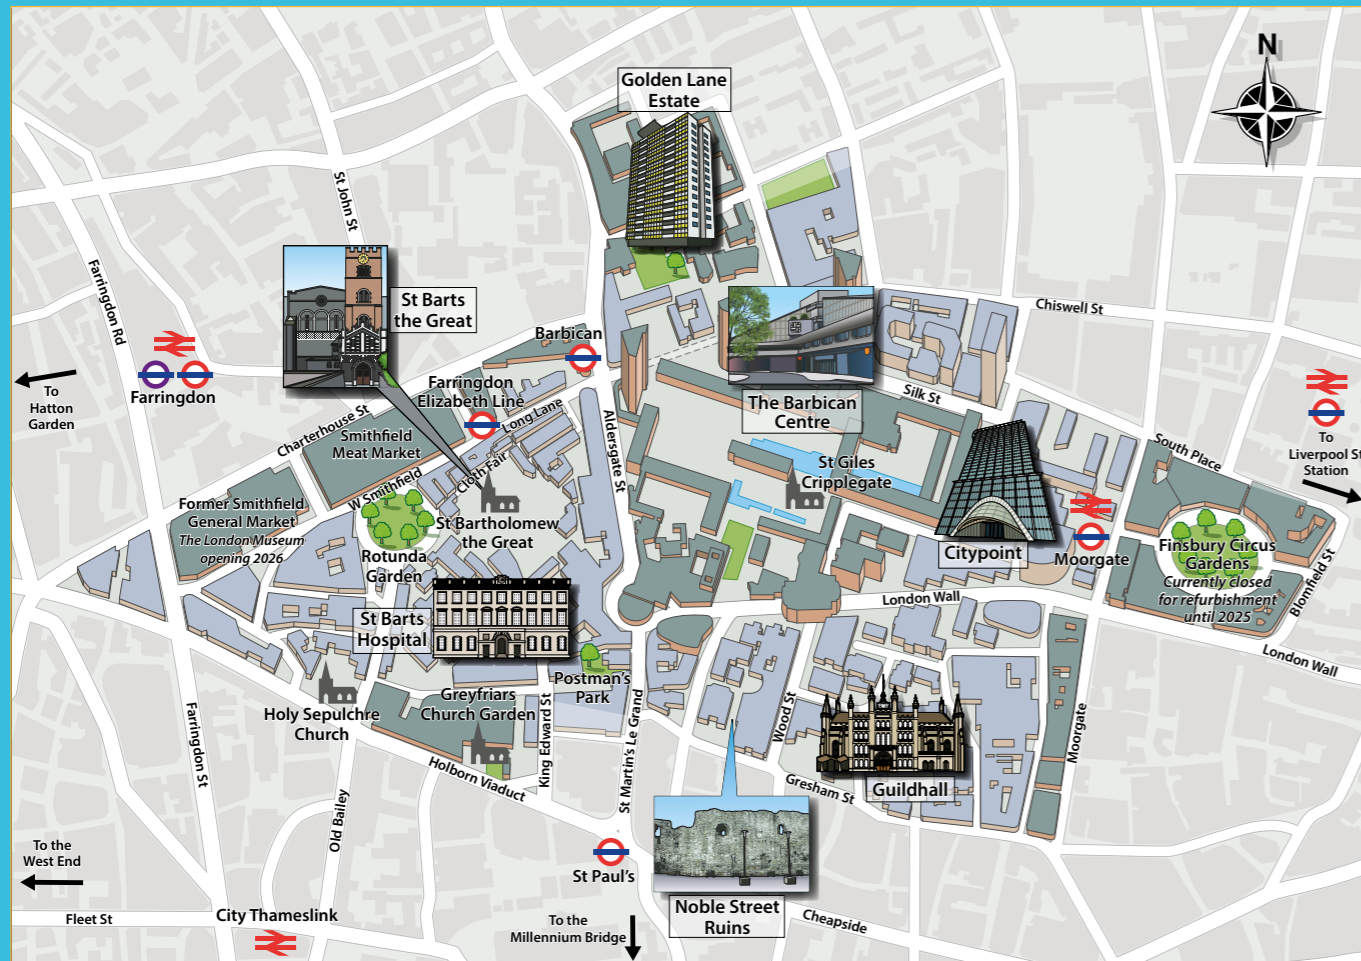 N
Golden Lane
Estate
St John St
Farringdon Rd
St Barts
the Great
Chiswell St
Barbican
To
Hatton
Garden
Farringdon
Farringdon
Elizabeth Line
Long Lane
Charterhouse St
Smithfield
Meat Market
Aldersgate St
The Barbican
Centre
Silk St
South Place
To
Liverpool St
Station
Cloth Fair
W Smithfield
St Giles
Cripplegate
Former Smithfield
General Market
The London Museum
opening 2026
St Bartholomew
the Great
Rotunda
Garden
Citypoint
Moorgate
Finsbury Circus
Gardens
Currently closed
for refurbishment
until 2025
Blomfield St
London Wall
London Wall
St Barts
Hospital
Postman's
Park
Greyfriars
Church Garden
Holy Sepulchre
Church
King Edward St
St Martin's Le Grand
Wood St
Moorgate
Farringdon St
Holborn Viaduct
Gresham St
Guildhall
Old Bailey
To the
West End
St Paul's
Noble Street
Ruins
Fleet St
City Thameslink
To the
Millennium Bridge
Cheapside